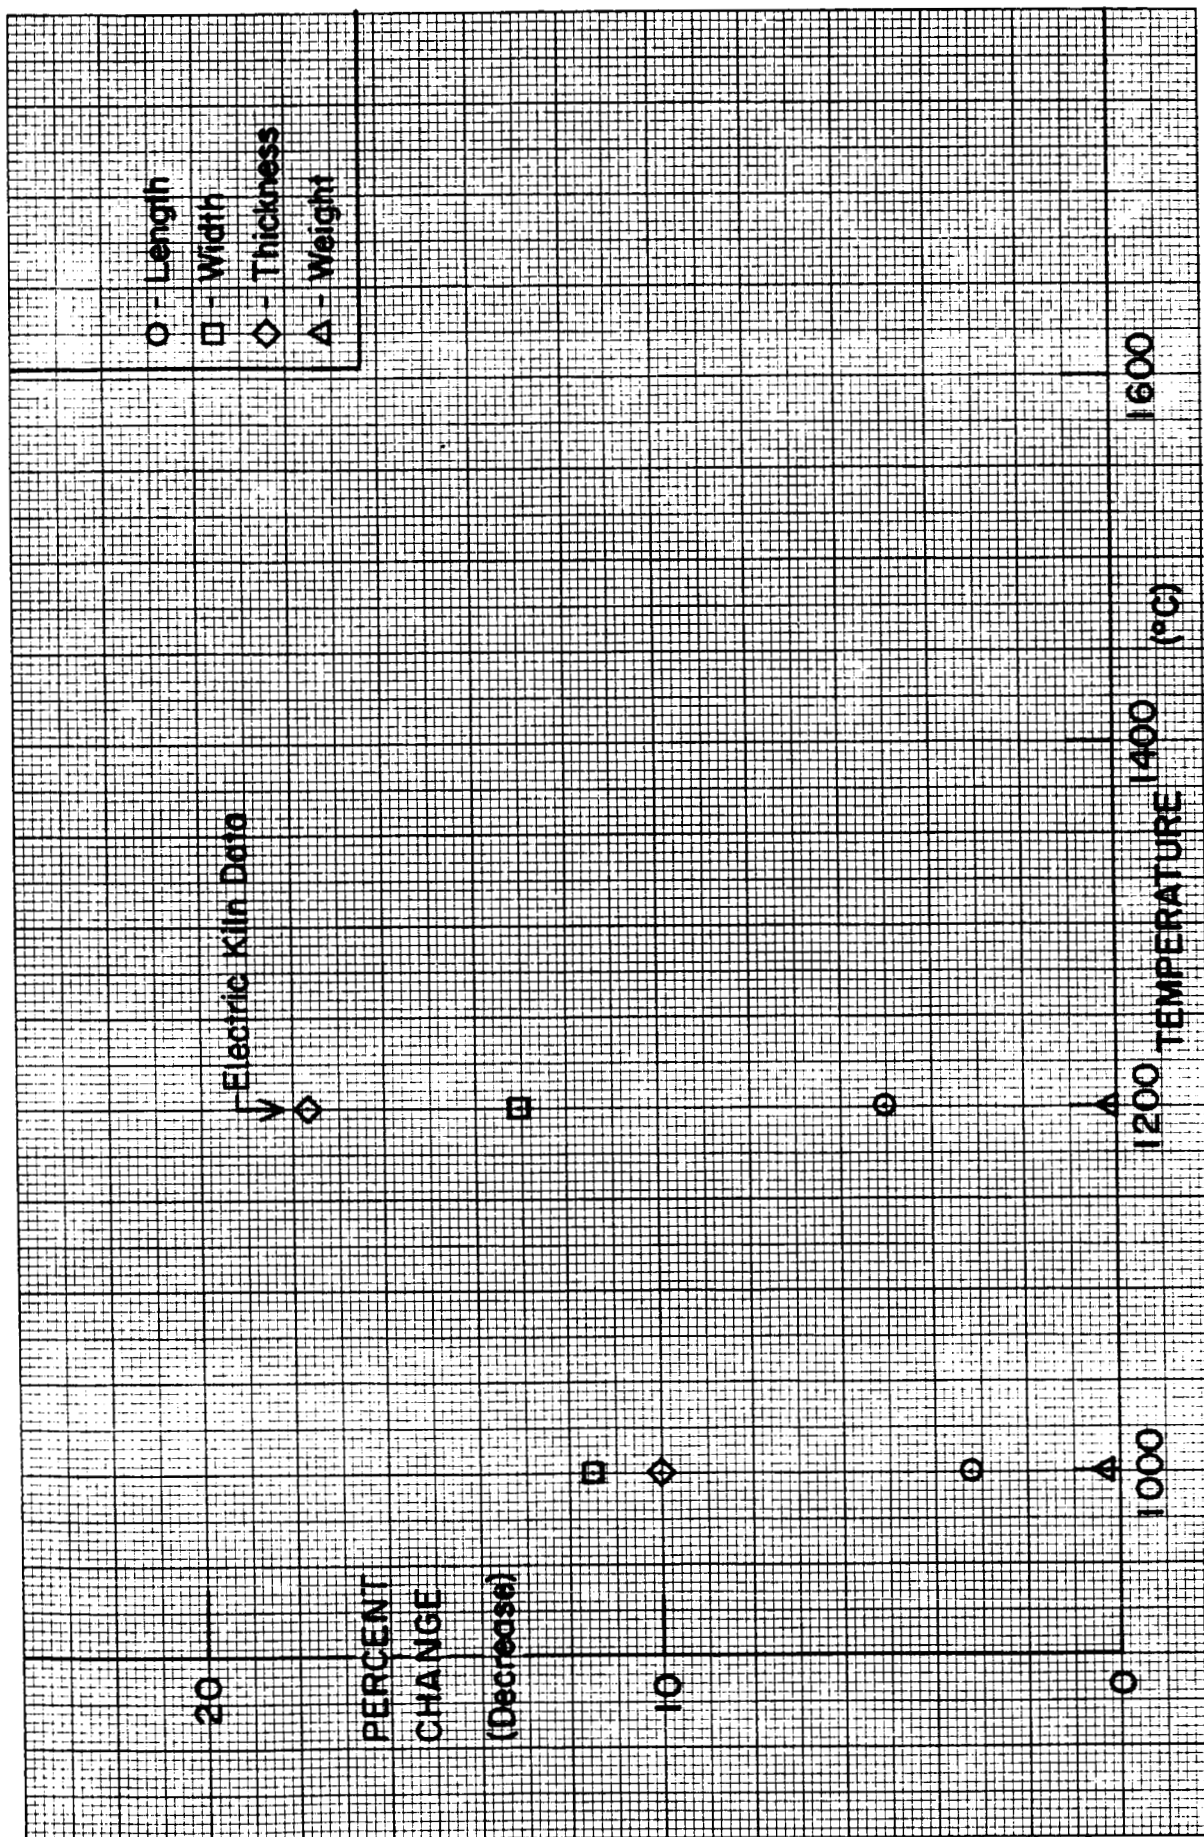 ○ - Length
□ - Width
◇ - Thickness
△ - Weight
Electric Kiln Data
20
PERCENT
CHANGE
(Decrease)
10
0
1000
1200
1400
1600
TEMPERATURE (°C)